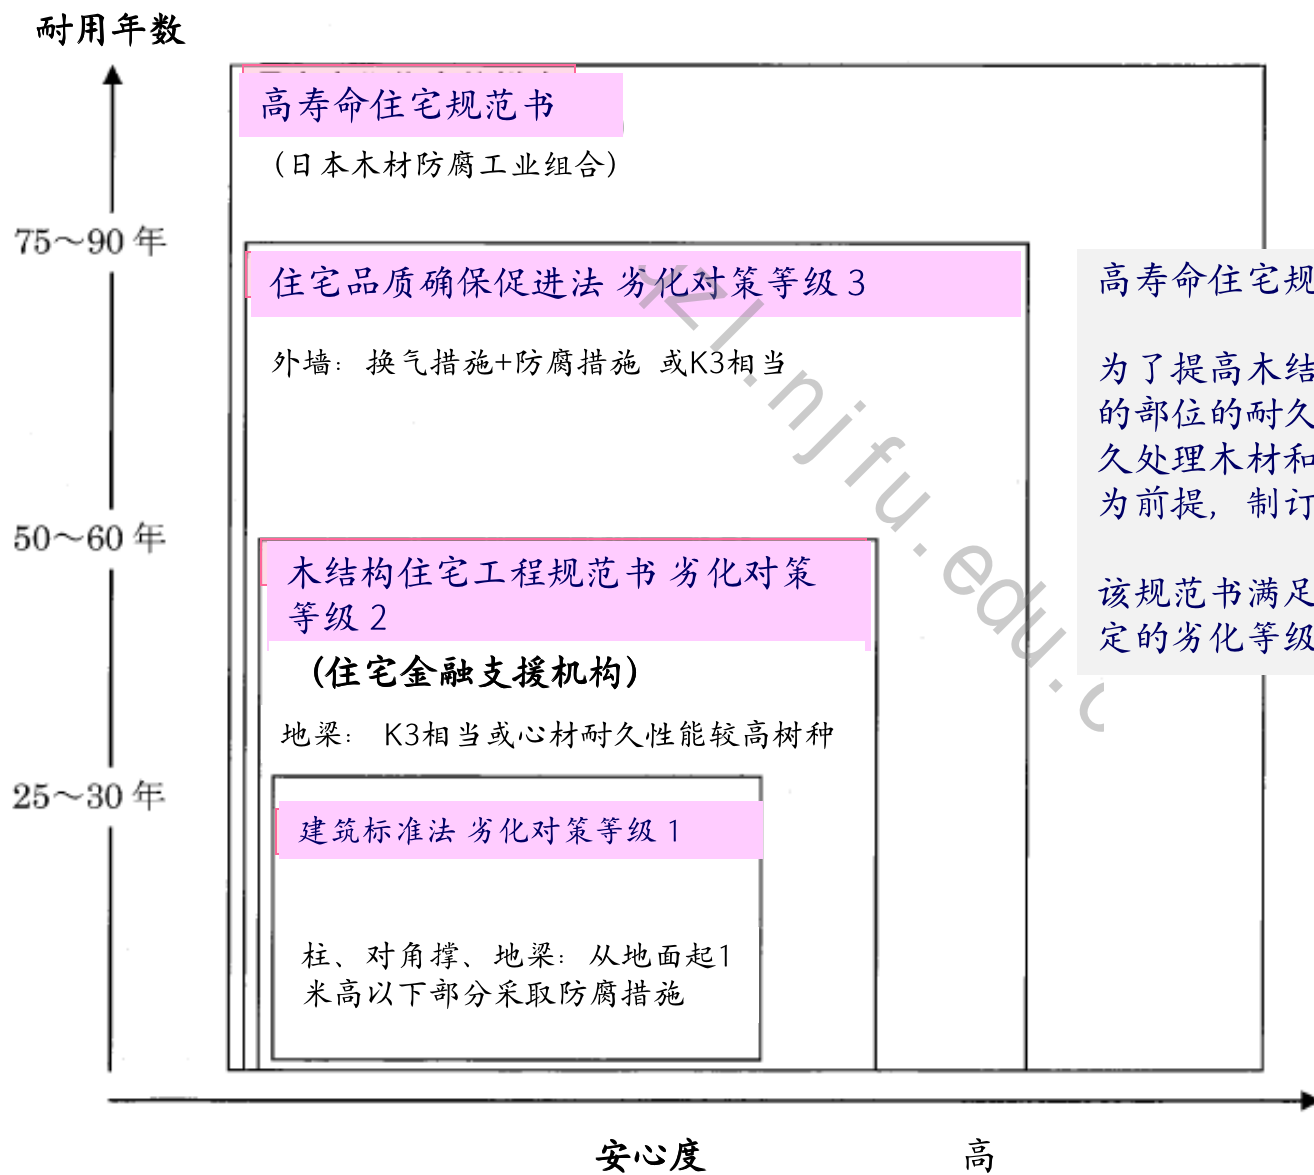 耐用年数
高寿命住宅规范书
（日本木材防腐工业组合）
75～90 年
住宅品质确保促进法 劣化对策等级 3
外墙：换气措施+防腐措施 或K3相当
高寿命住宅规
为了提高木结
的部位的耐久
久处理木材和
为前提，制订
该规范书满足
定的劣化等级
50～60 年
木结构住宅工程规范书 劣化对策
等级 2
（住宅金融支援机构）
地梁： K3相当或心材耐久性能较高树种
25～30 年
建筑标准法 劣化对策等级 1
柱、对角撑、地梁：从地面起1
米高以下部分采取防腐措施
安心度 高
.njfu.edu.